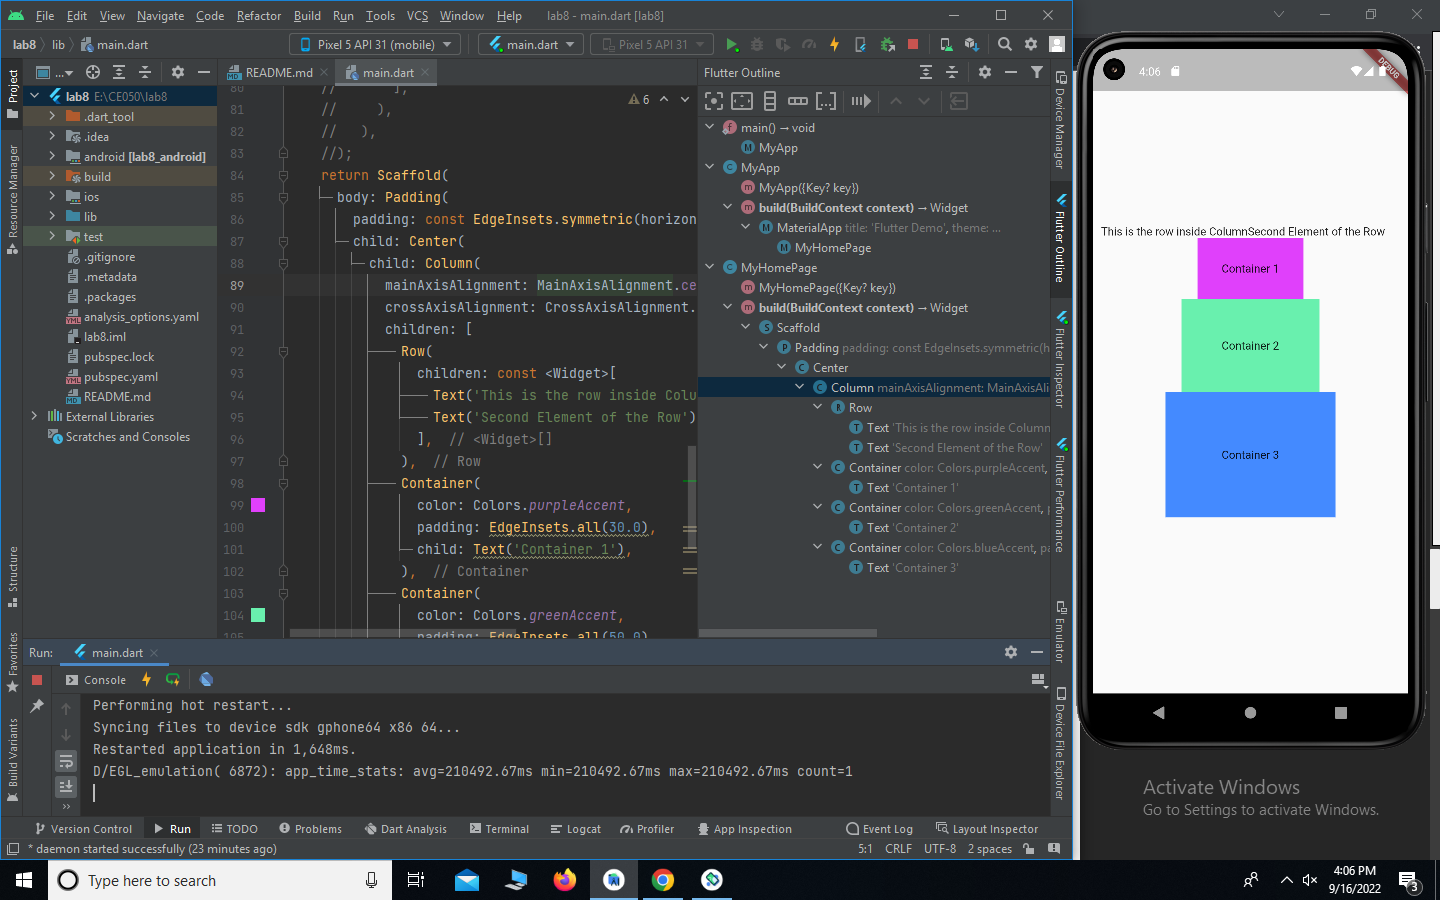 File Edit View Navigate Code Refactor Build Run Tools VCS Window Help lab8 - main.dart [lab8]
lab8 lib main.dart Pixel 5 API 31 (mobile) main.dart Pixel 5 API 31
Project
Resource Manager
Structure
Favorites
Build Variants
... README.md main.dart Flutter Outline
lab8 E:\CE050\lab8
.dart_tool
.idea
android [lab8_android]
build
ios
lib
test
.gitignore
.metadata
.packages
analysis_options.yaml
lab8.iml
pubspec.lock
pubspec.yaml
README.md
External Libraries
Scratches and Consoles
6
80 // ],
81 // ),
82 // ),
83 //);
84 return Scaffold(
85 body: Padding(
86 padding: const EdgeInsets.symmetric(horizon
87 child: Center(
88 child: Column(
89 mainAxisAlignment: MainAxisAlignment.ce
90 crossAxisAlignment: CrossAxisAlignment.
91 children: [
92 Row(
93 children: const <Widget>[
94 Text('This is the row inside Colu
95 Text('Second Element of the Row')
96 ], // <Widget>[]
97 ), // Row
98 Container(
99 color: Colors.purpleAccent,
100 padding: EdgeInsets.all(30.0),
101 child: Text('Container 1'),
102 ), // Container
103 Container(
104 color: Colors.greenAccent,
105 padding: EdgeInsets.all(50.0)
main() → void
MyApp
MyApp
MyApp({Key? key})
build(BuildContext context) → Widget
MaterialApp title: 'Flutter Demo', theme: ...
MyHomePage
MyHomePage
MyHomePage({Key? key})
build(BuildContext context) → Widget
Scaffold
Padding padding: const EdgeInsets.symmetric(h
Center
Column mainAxisAlignment: MainAxisAli
Row
Text 'This is the row inside Column
Text 'Second Element of the Row'
Container color: Colors.purpleAccent,
Text 'Container 1'
Container color: Colors.greenAccent, p
Text 'Container 2'
Container color: Colors.blueAccent, pa
Text 'Container 3'
Device Manager
Flutter Outline
Flutter Inspector
Flutter Performance
Emulator
Device File Explorer
Run: main.dart
Console
Performing hot restart...
Syncing files to device sdk gphone64 x86 64...
Restarted application in 1,648ms.
D/EGL_emulation( 6872): app_time_stats: avg=210492.67ms min=210492.67ms max=210492.67ms count=1
Version Control Run TODO Problems Dart Analysis Terminal Logcat Profiler App Inspection Event Log Layout Inspector
* daemon started successfully (23 minutes ago) 5:1 CRLF UTF-8 2 spaces
4:06
DEBUG
This is the row inside ColumnSecond Element of the Row
Container 1
Container 2
Container 3
Activate Windows
Go to Settings to activate Windows.
Type here to search
4:06 PM
9/16/2022
3